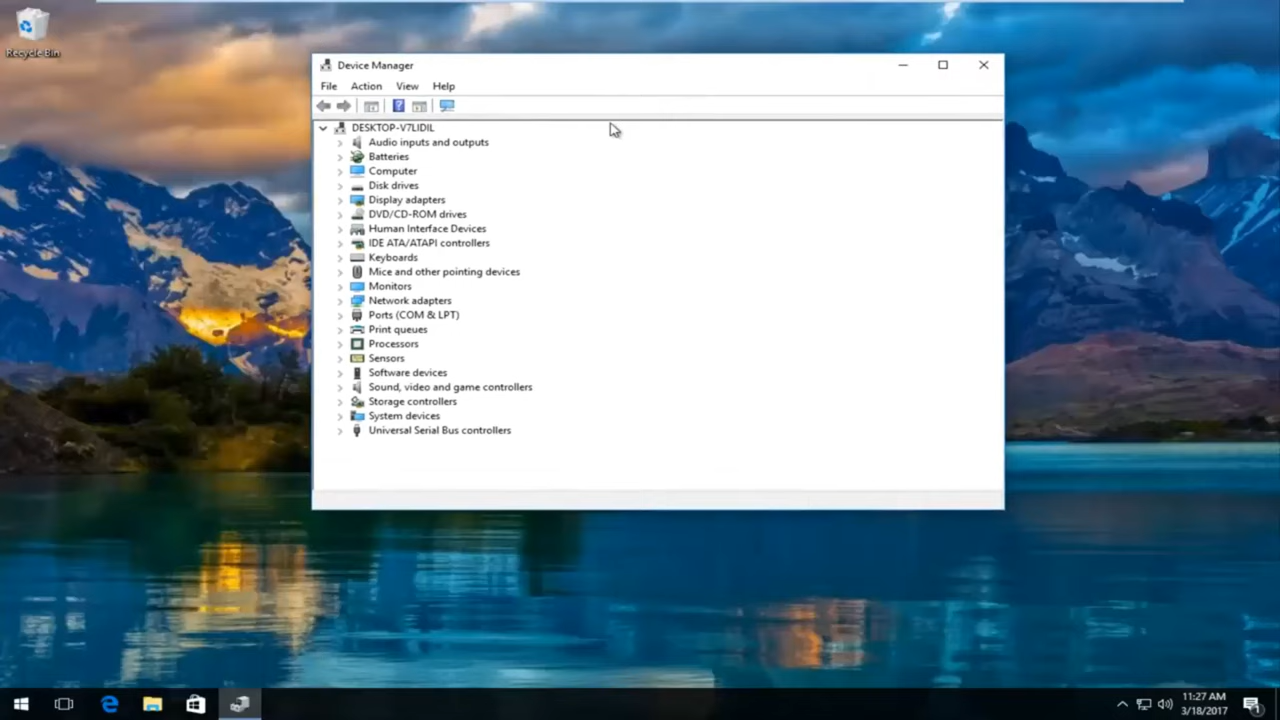 Recycle Bin
Device Manager
File Action View Help
DESKTOP-V7LIDIL
Audio inputs and outputs
Batteries
Computer
Disk drives
Display adapters
DVD/CD-ROM drives
Human Interface Devices
IDE ATA/ATAPI controllers
Keyboards
Mice and other pointing devices
Monitors
Network adapters
Ports (COM & LPT)
Print queues
Processors
Sensors
Software devices
Sound, video and game controllers
Storage controllers
System devices
Universal Serial Bus controllers
11:27 AM
3/18/2017
1